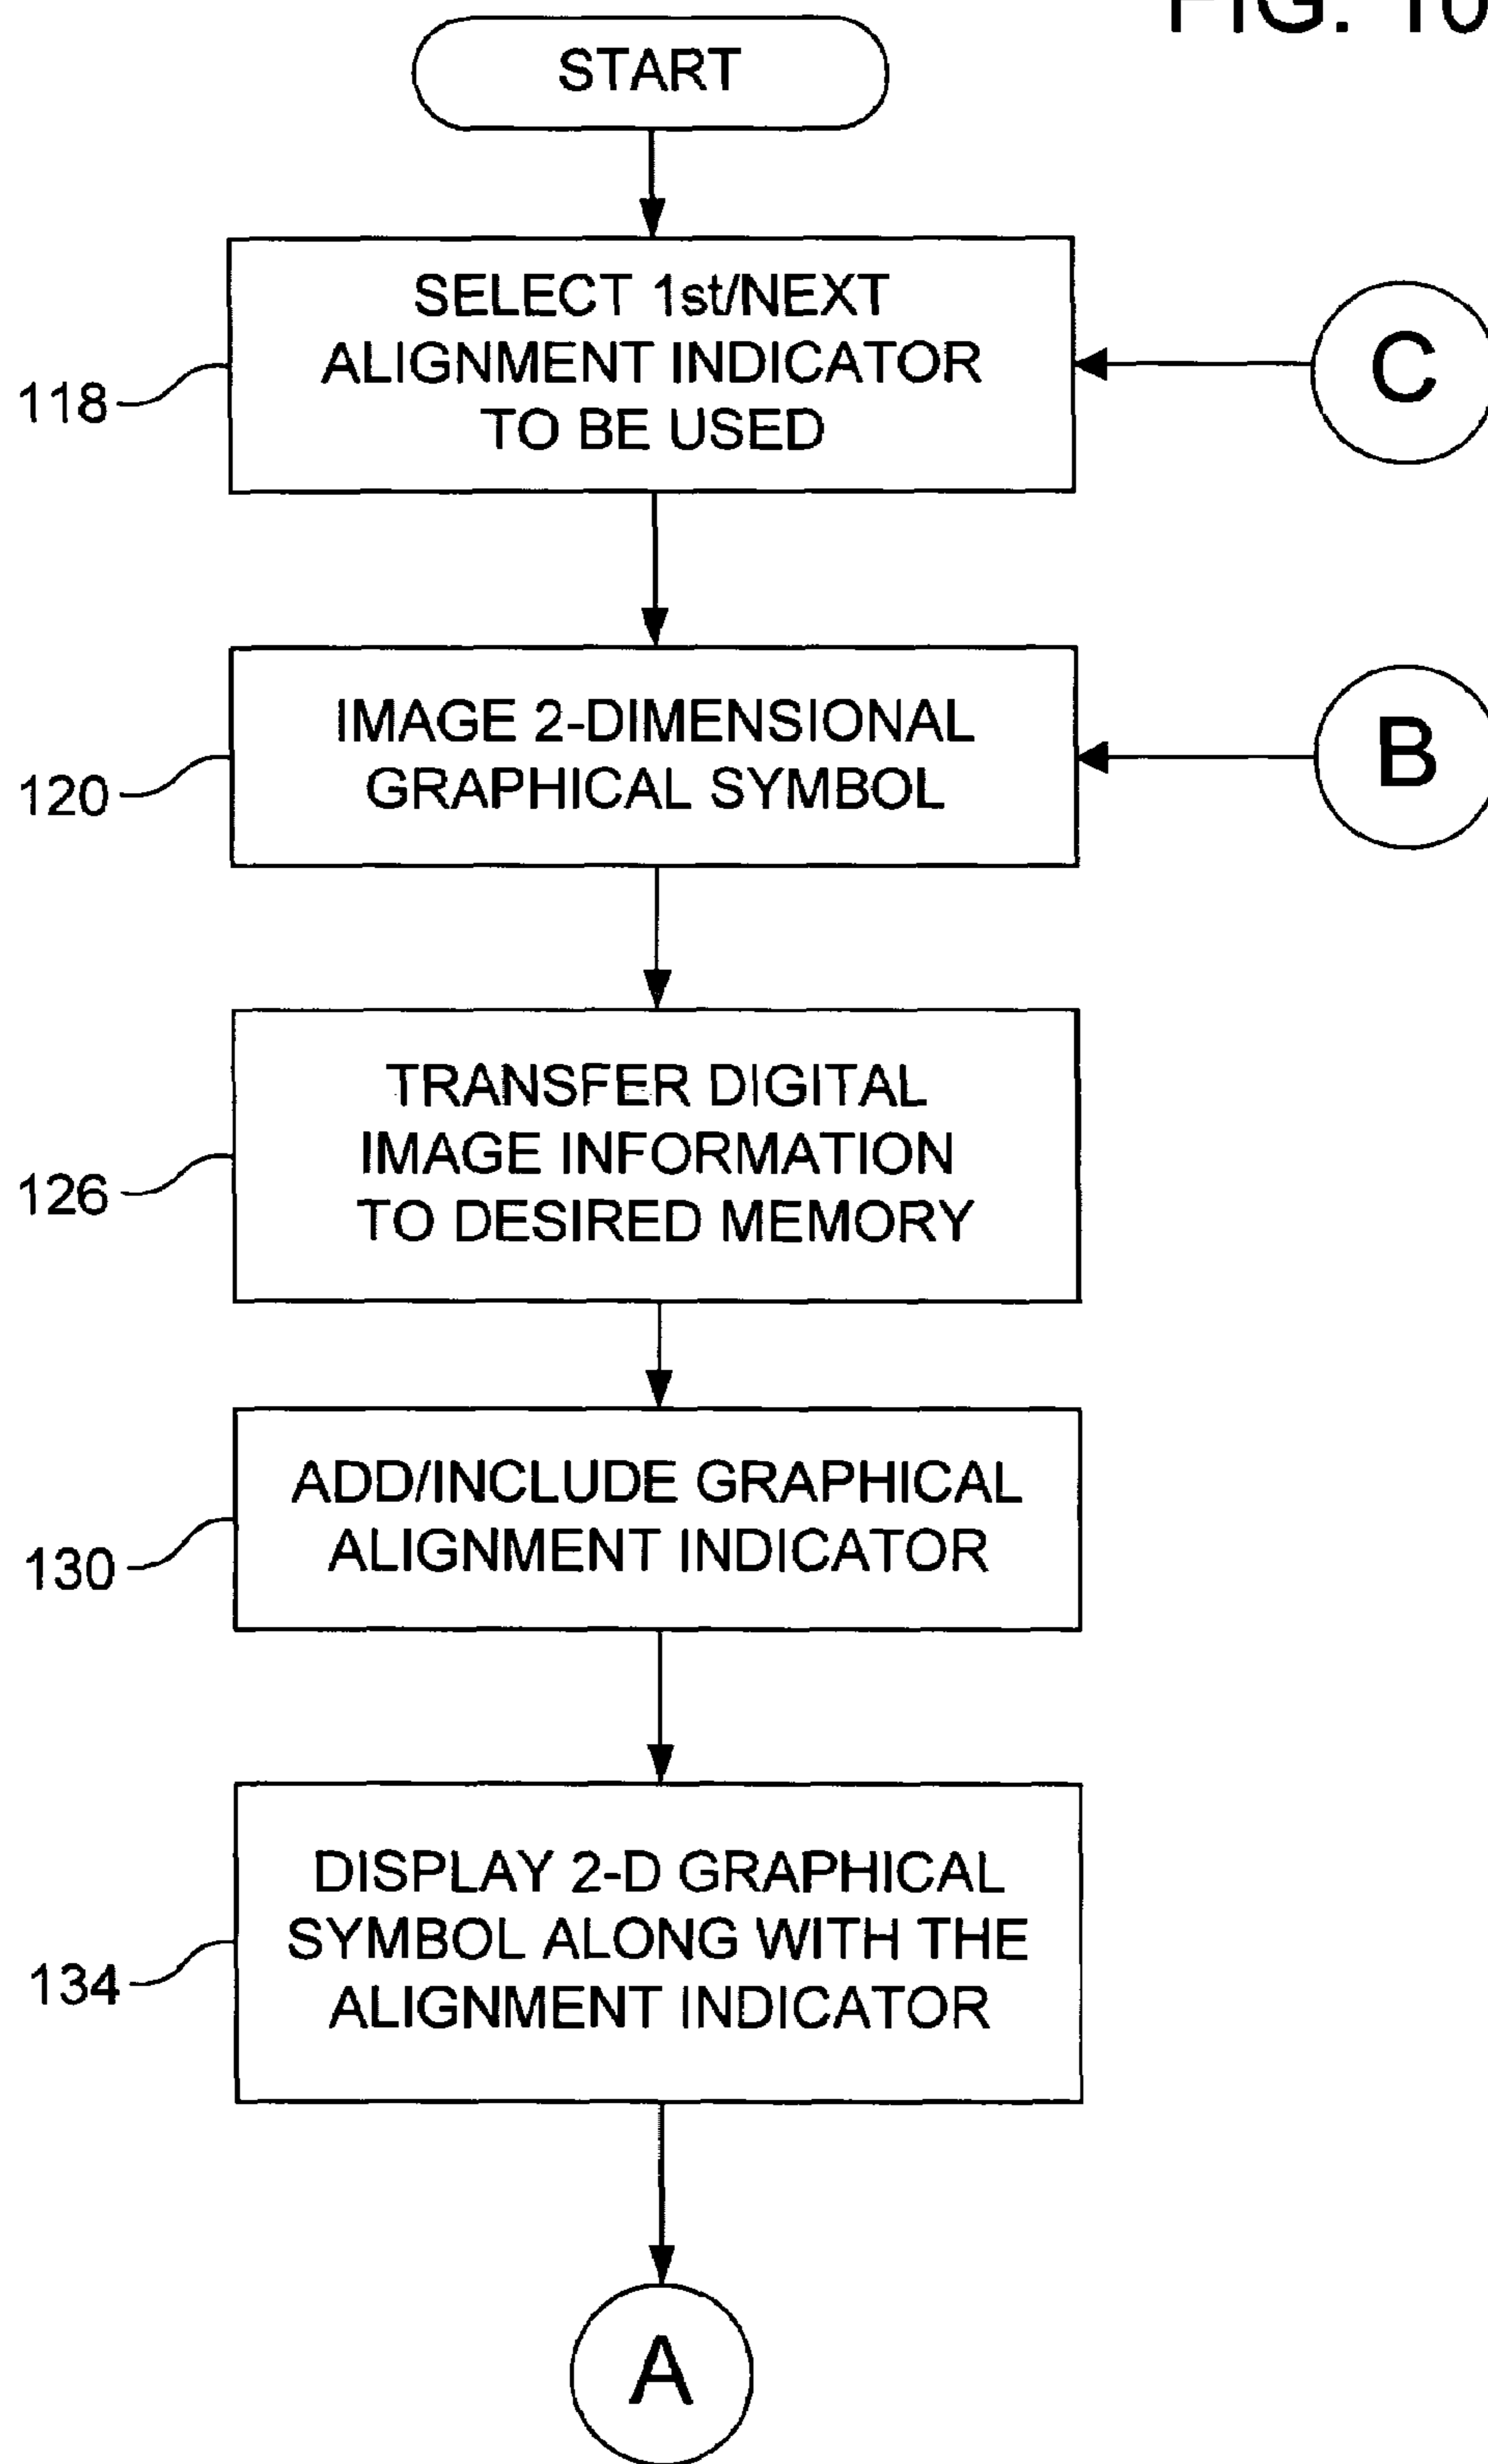 FIG. 10
START
SELECT 1st/NEXT
ALIGNMENT INDICATOR
TO BE USED
118
C
IMAGE 2-DIMENSIONAL
GRAPHICAL SYMBOL
120
B
TRANSFER DIGITAL
IMAGE INFORMATION
TO DESIRED MEMORY
126
ADD/INCLUDE GRAPHICAL
ALIGNMENT INDICATOR
130
DISPLAY 2-D GRAPHICAL
SYMBOL ALONG WITH THE
ALIGNMENT INDICATOR
134
A